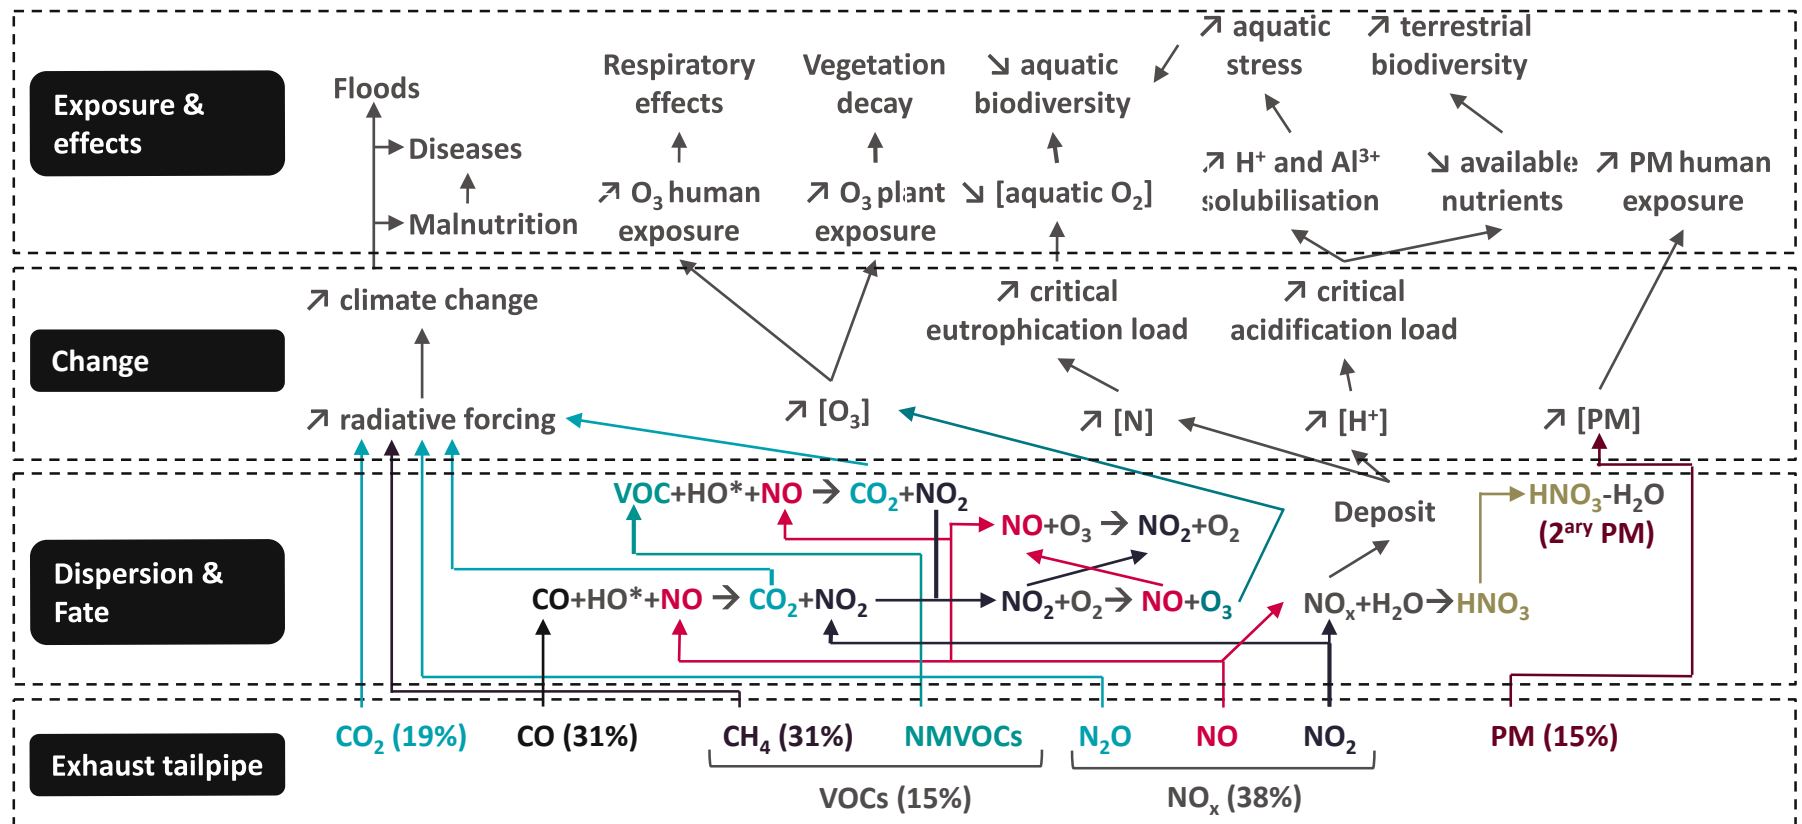 Exposure &
effects
Floods
Diseases
Malnutrition
Respiratory
effects
↗ O₃ human
exposure
Vegetation
decay
↗ O₃ plant
exposure
↘ aquatic
biodiversity
↘ [aquatic O₂]
↗ aquatic
stress
↗ H⁺ and Al³⁺
solubilisation
↗ terrestrial
biodiversity
↘ available
nutrients
↗ PM human
exposure
Change
↗ climate change
↗ radiative forcing
↗ [O₃]
↗ critical
eutrophication load
↗ [N]
↗ critical
acidification load
↗ [H⁺]
↗ [PM]
Dispersion &
Fate
VOC+HO*+NO → CO₂+NO₂
NO+O₃ → NO₂+O₂
Deposit
HNO₃-H₂O
(2ᵃʳʸ PM)
CO+HO*+NO → CO₂+NO₂
NO₂+O₂→ NO+O₃
NOₓ+H₂O→HNO₃
Exhaust tailpipe
CO₂ (19%)
CO (31%)
CH₄ (31%)
NMVOCs
N₂O
NO
NO₂
PM (15%)
VOCs (15%)
NOₓ (38%)